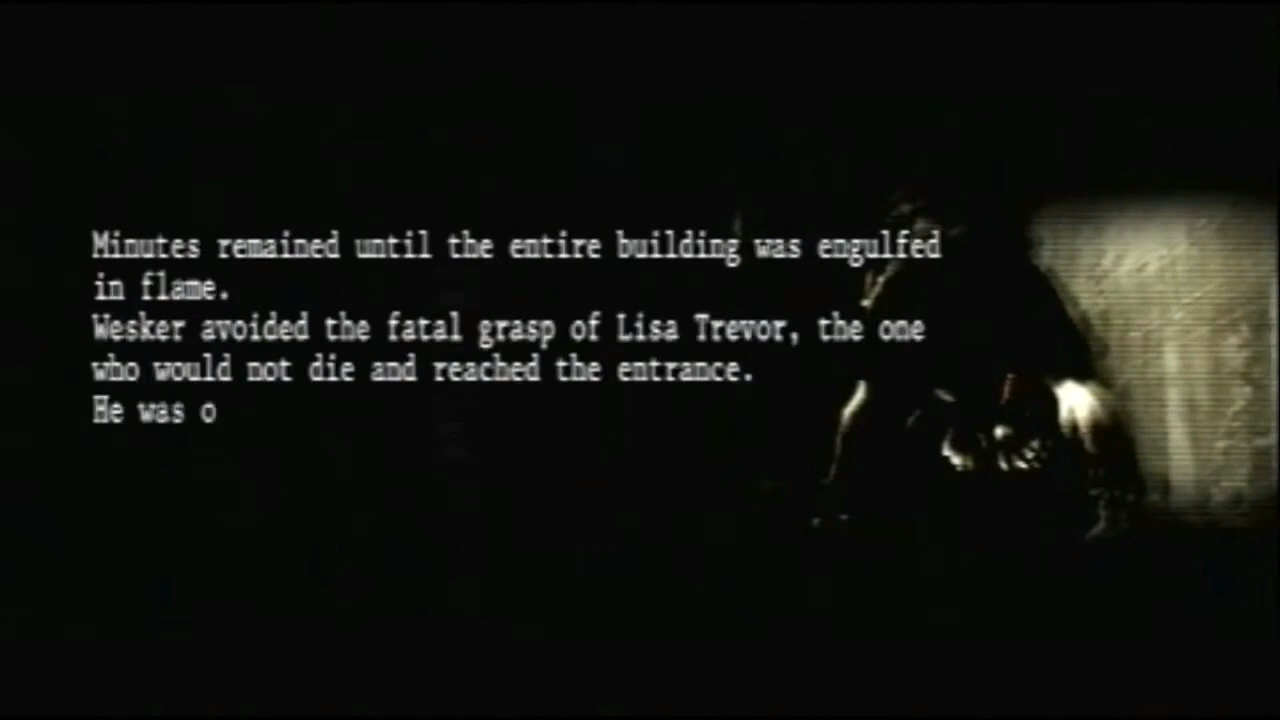 Minutes remained until the entire building was engulfed
in flame.
Wesker avoided the fatal grasp of Lisa Trevor, the one
who would not die and reached the entrance.
He was o